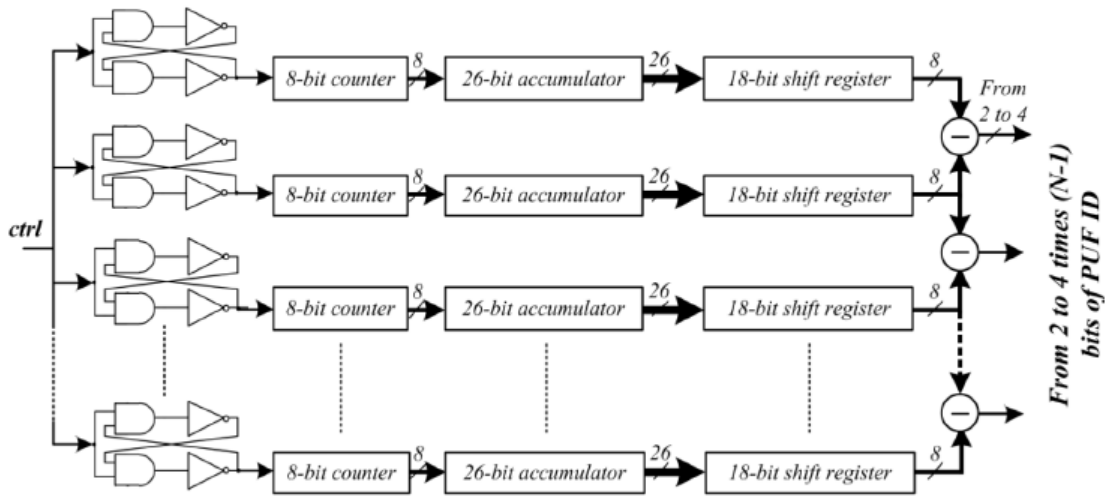 8-bit counter 8 26-bit accumulator 26 18-bit shift register 8
From
2 to 4
8-bit counter 8 26-bit accumulator 26 18-bit shift register 8
ctrl
8-bit counter 8 26-bit accumulator 26 18-bit shift register 8
8-bit counter 8 26-bit accumulator 26 18-bit shift register 8
From 2 to 4 times (N-1)
bits of PUF ID